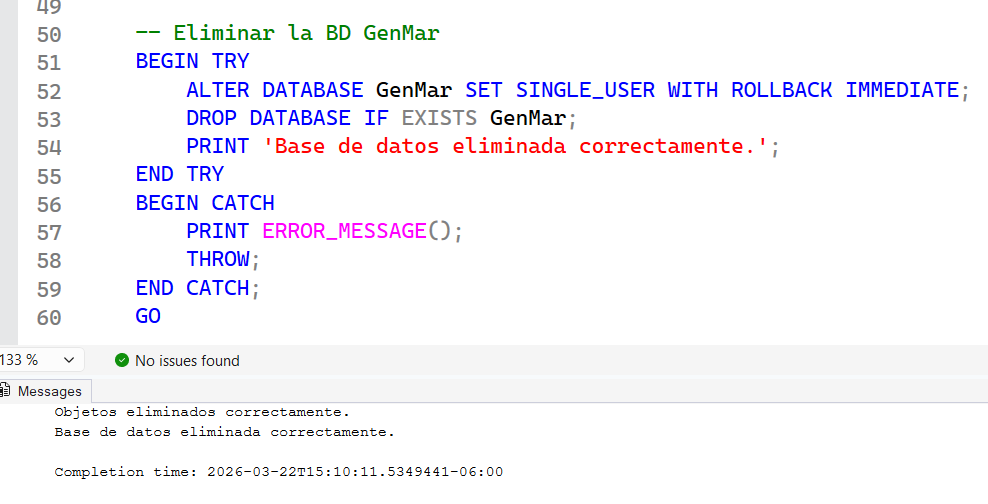 49
50 -- Eliminar la BD GenMar
51 BEGIN TRY
52 ALTER DATABASE GenMar SET SINGLE_USER WITH ROLLBACK IMMEDIATE;
53 DROP DATABASE IF EXISTS GenMar;
54 PRINT 'Base de datos eliminada correctamente.';
55 END TRY
56 BEGIN CATCH
57 PRINT ERROR_MESSAGE();
58 THROW;
59 END CATCH;
60 GO
133 % No issues found
Messages
Objetos eliminados correctamente.
Base de datos eliminada correctamente.
Completion time: 2026-03-22T15:10:11.5349441-06:00